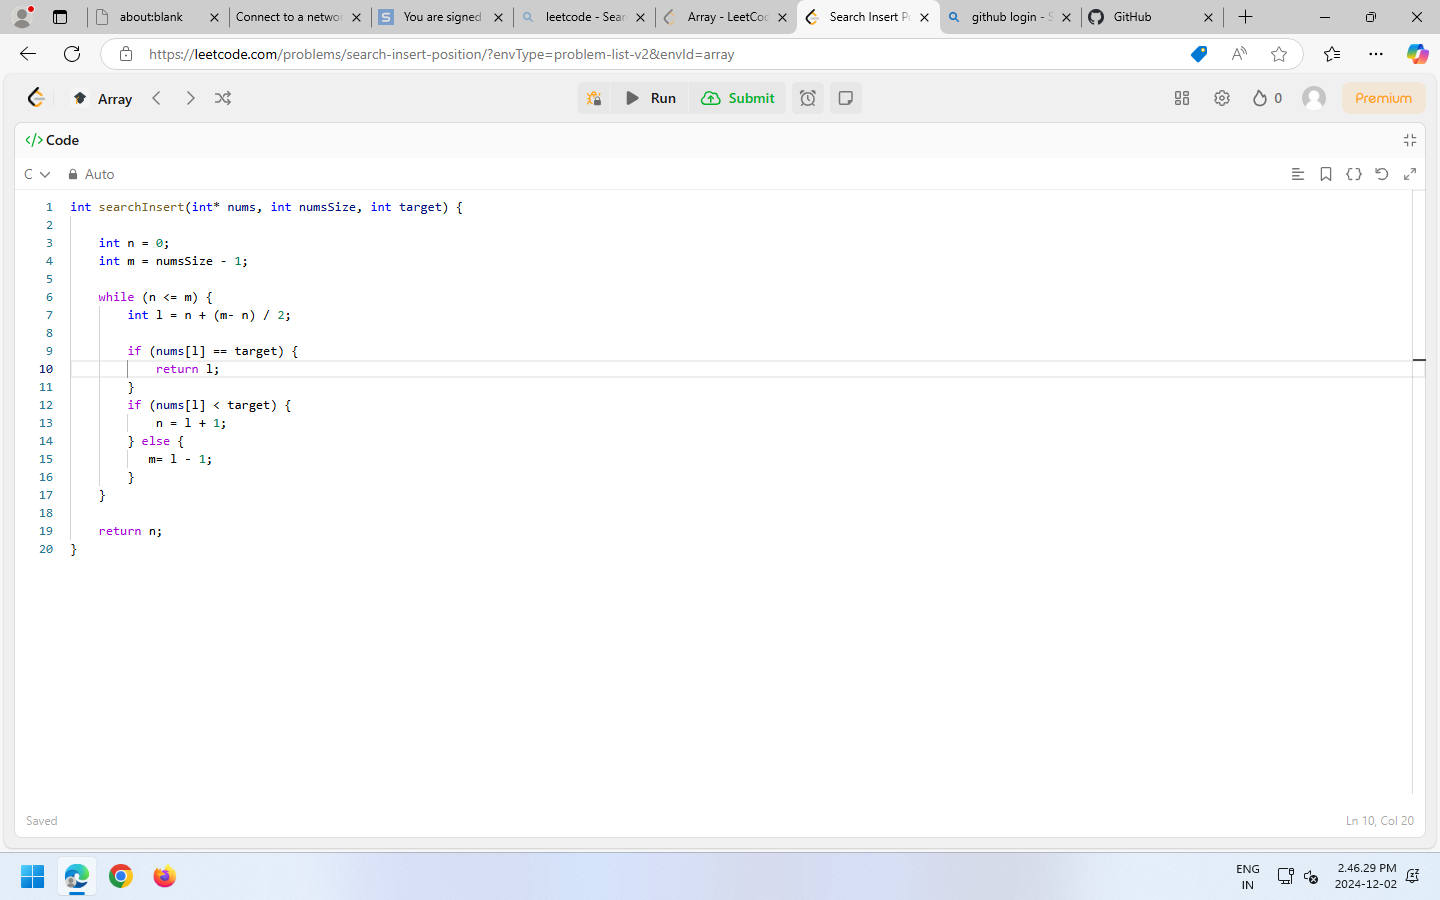 about:blank
Connect to a networ
You are signed
leetcode - Sear
Array - LeetCod
Search Insert Po
github login - S
GitHub
https://leetcode.com/problems/search-insert-position/?envType=problem-list-v2&envId=array
Array
Run
Submit
0
Premium
</> Code
C
Auto
1 int searchInsert(int* nums, int numsSize, int target) {
2
3 int n = 0;
4 int m = numsSize - 1;
5
6 while (n <= m) {
7 int l = n + (m- n) / 2;
8
9 if (nums[l] == target) {
10 return l;
11 }
12 if (nums[l] < target) {
13 n = l + 1;
14 } else {
15 m= l - 1;
16 }
17 }
18
19 return n;
20 }
Saved
Ln 10, Col 20
ENG
IN
2.46.29 PM
2024-12-02